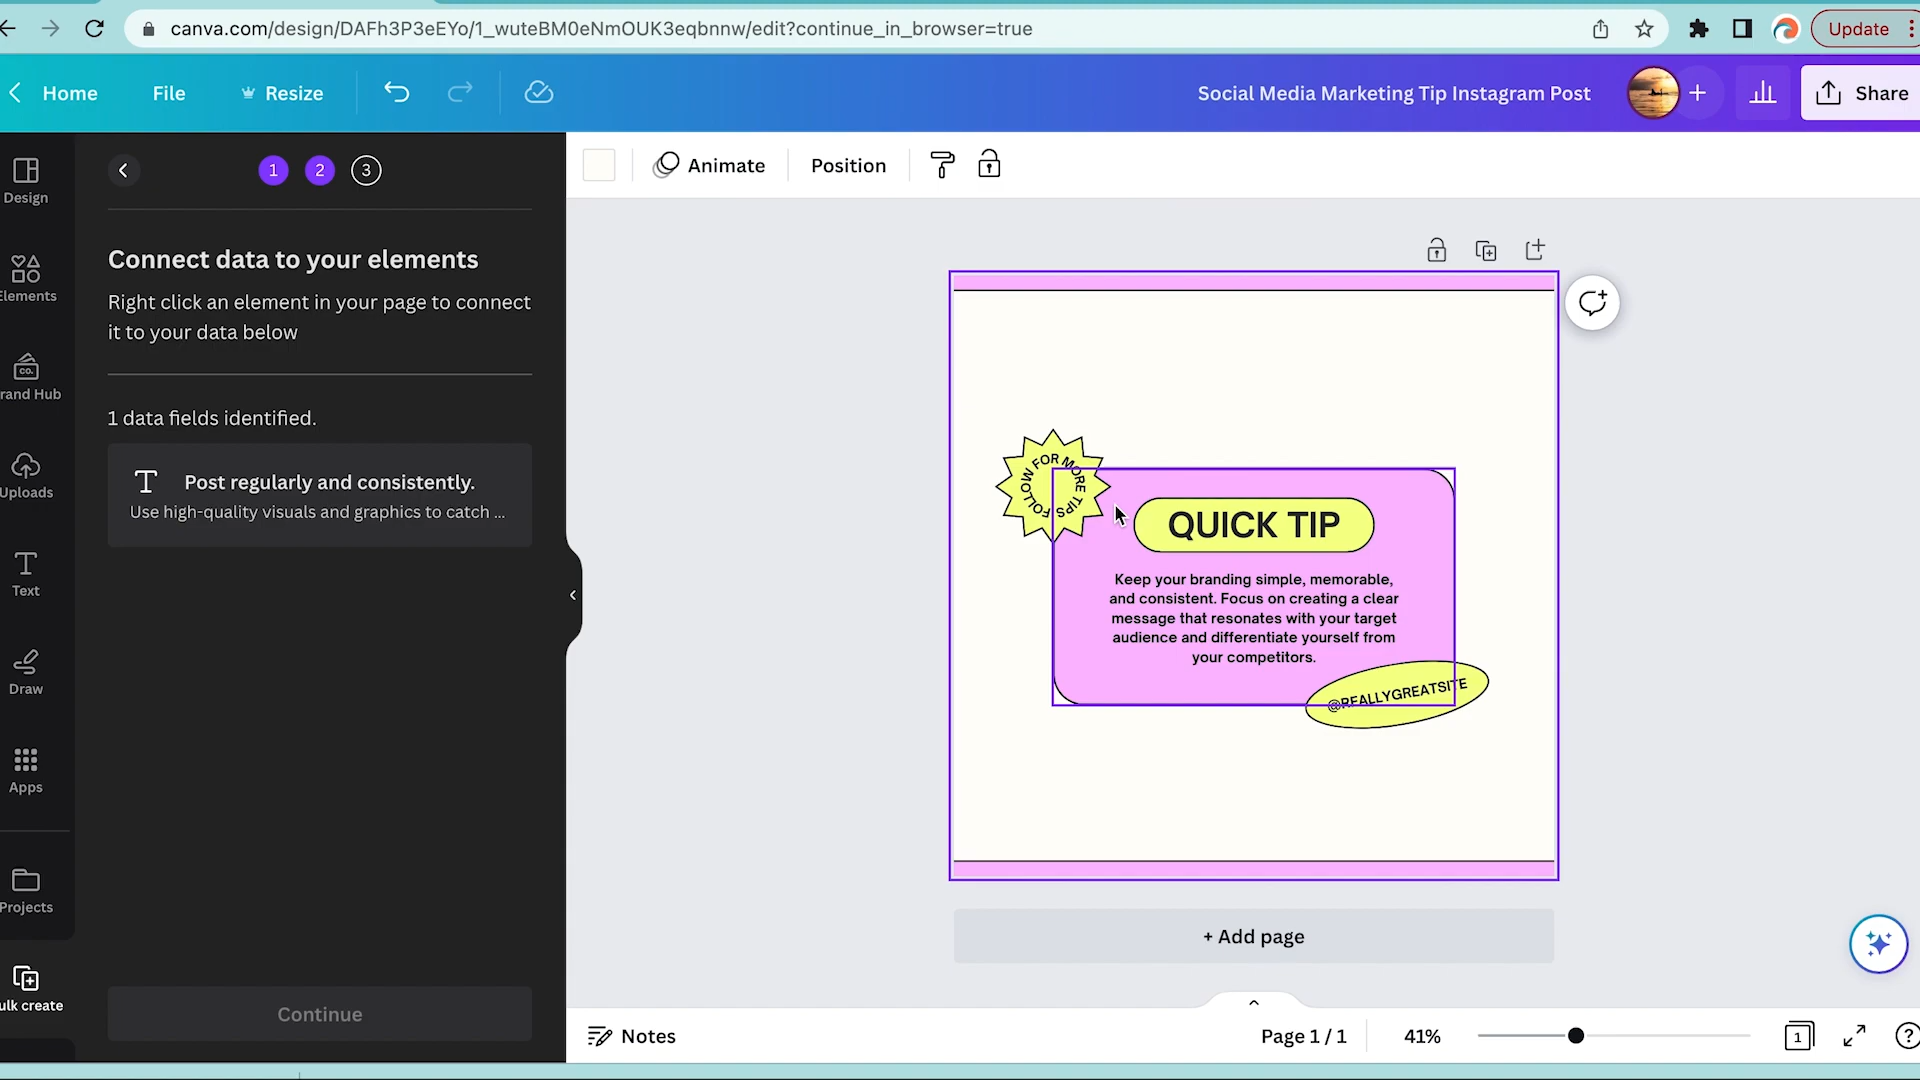 canva.com/design/DAFh3P3eEYo/1_wuteBM0eNmOUK3eqbnnw/edit?continue_in_browser=true
Update
Home
File
Resize
Social Media Marketing Tip Instagram Post
+
Share
Design
1
2
3
Animate
Position
Connect data to your elements
Right click an element in your page to connect
it to your data below
Elements
co.
rand Hub
1 data fields identified.
T Post regularly and consistently.
Use high-quality visuals and graphics to catch ...
Uploads
Text
Draw
Apps
Projects
ulk create
Continue
FOLLOW FOR MORE TIPS
QUICK TIP
Keep your branding simple, memorable,
and consistent. Focus on creating a clear
message that resonates with your target
audience and differentiate yourself from
your competitors.
@REALLYGREATSITE
+ Add page
Notes
Page 1 / 1
41%
1
?